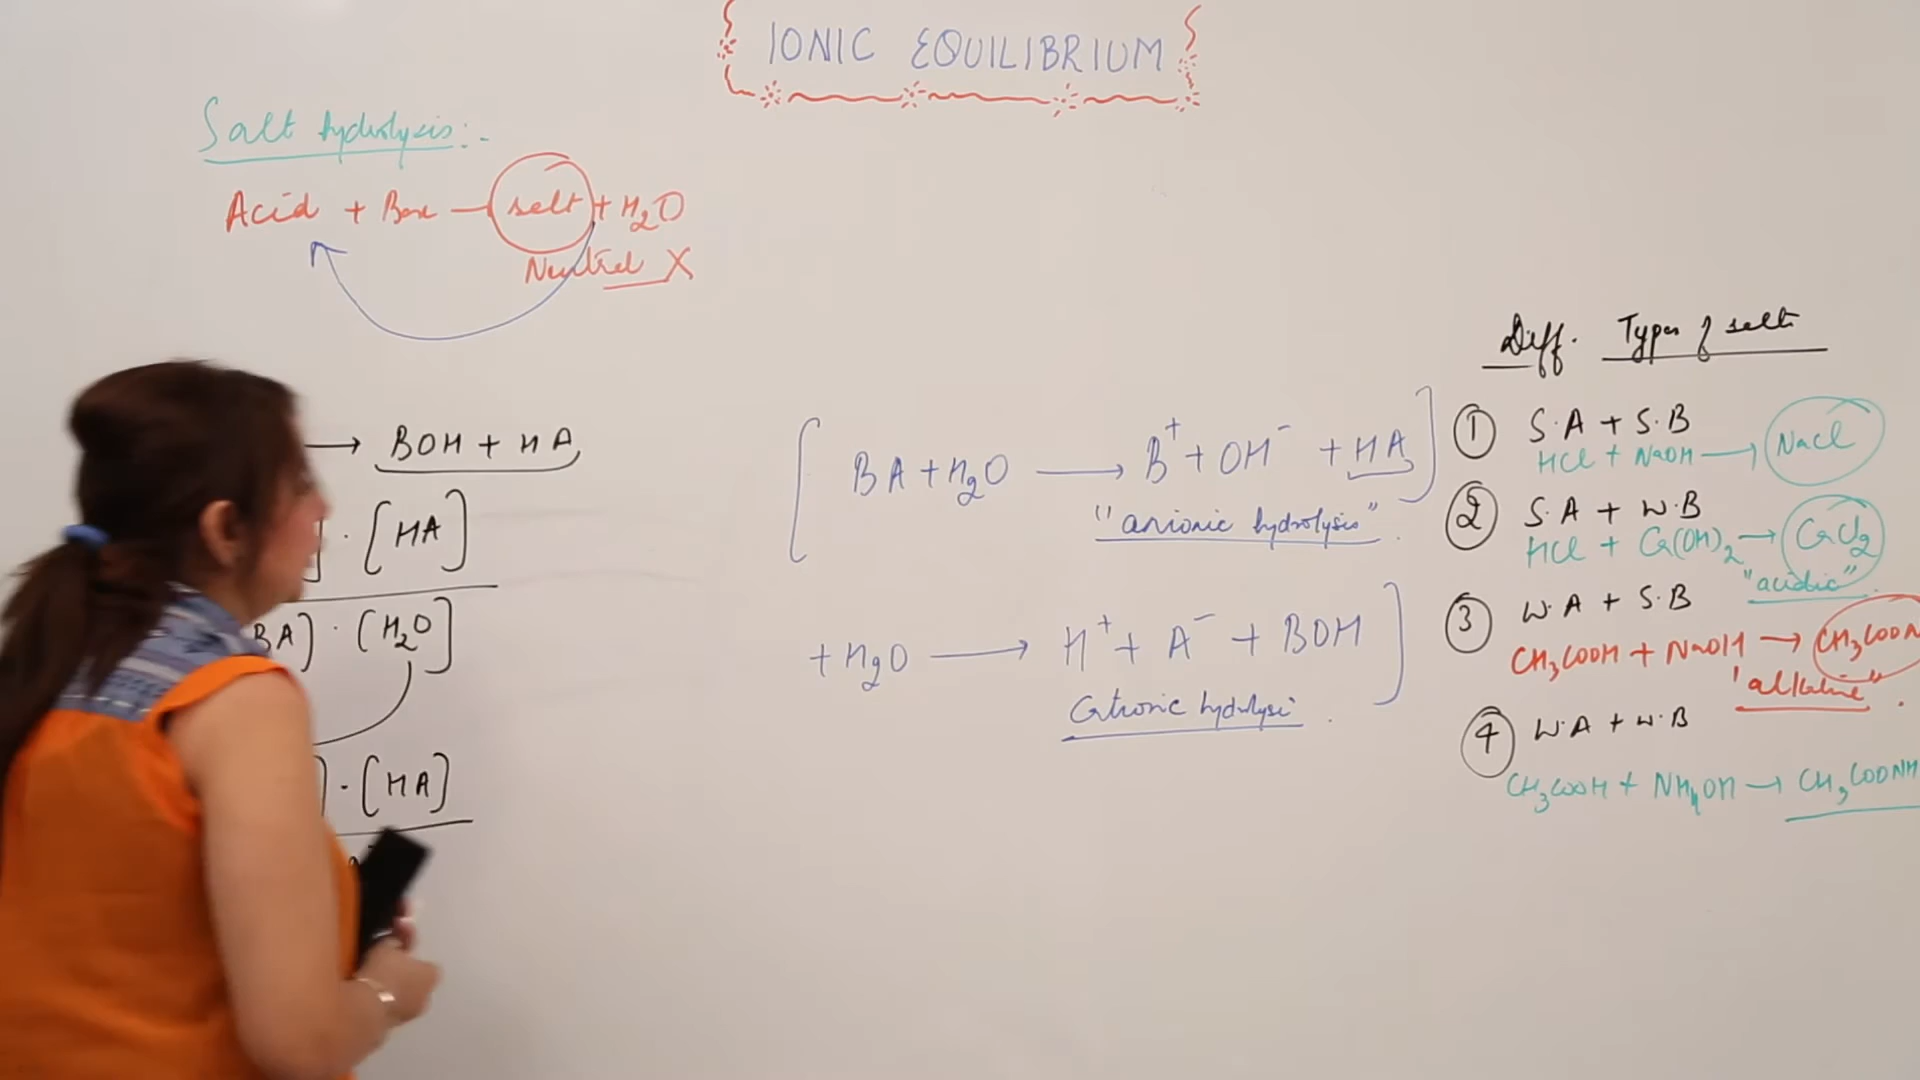 IONIC EQUILIBRIUM
Salt hydrolysis:-
Acid + Base — salt + H2O
Neutral X
→ BOH + HA
] · [HA]
BA] · [H2O]
] · [HA]
BA + H2O → B+ + OH- + HA
"anionic hydrolysis"
+ H2O → H+ + A- + BOH
Cationic hydrolysis
Diff. Types of salts
① S.A + S.B
HCl + NaOH → NaCl
② S.A + W.B
HCl + Ca(OH)2 → CaCl2
"acidic"
③ W.A + S.B
CH3COOH + NaOH → CH3COON
"alkaline"
④ W.A + W.B
CH3COOH + NH4OH → CH3COONH